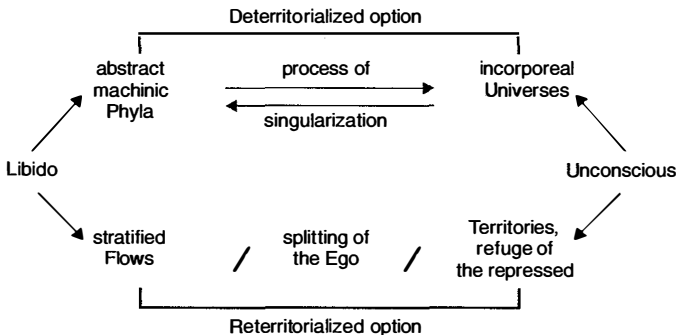 Deterritorialized option
abstract
machinic
Phyla
process of
singularization
incorporeal
Universes
Libido
Unconscious
stratified
Flows
/
splitting of
the Ego
/
Territories,
refuge of
the repressed
Reterritorialized option